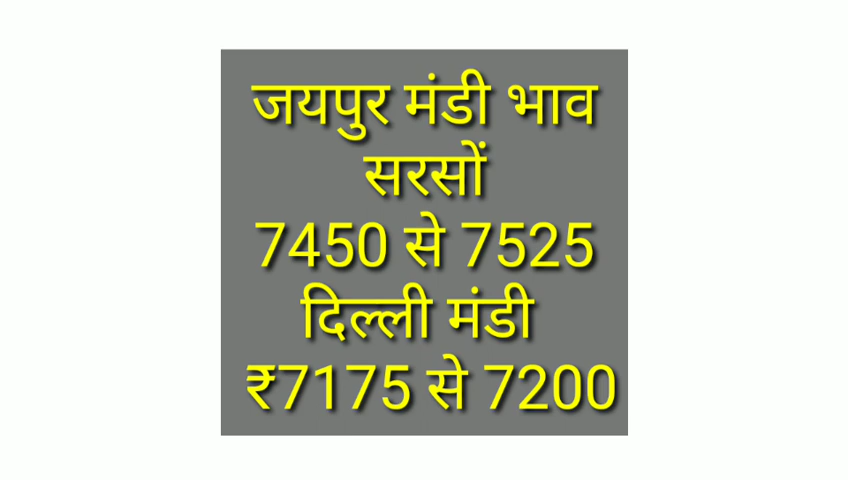 जयपुर मंडी भाव
सरसों
7450 से 7525
दिल्ली मंडी
₹7175 से 7200